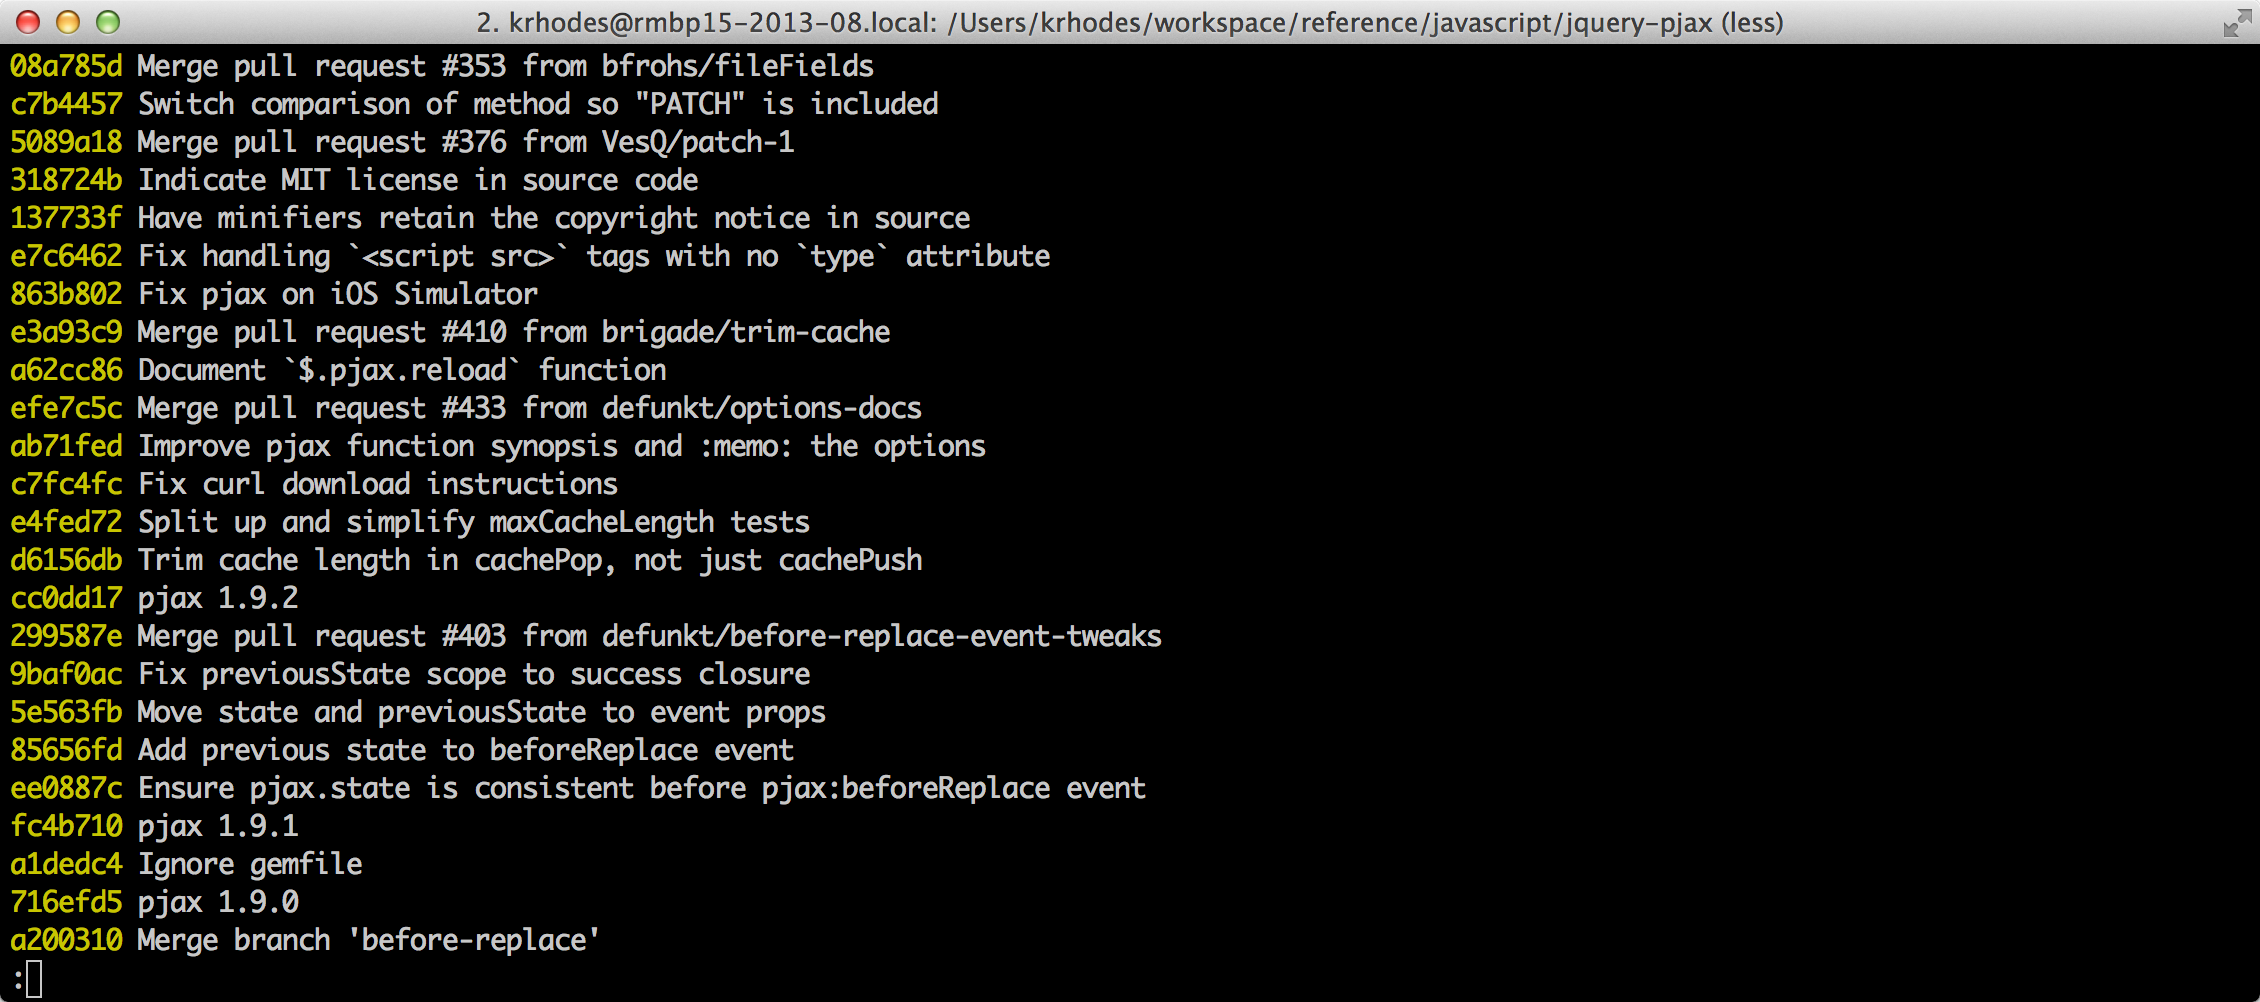 2. krhodes@rmbp15-2013-08.local: /Users/krhodes/workspace/reference/javascript/jquery-pjax (less)
08a785d Merge pull request #353 from bfrohs/fileFields
c7b4457 Switch comparison of method so "PATCH" is included
5089a18 Merge pull request #376 from VesQ/patch-1
318724b Indicate MIT license in source code
137733f Have minifiers retain the copyright notice in source
e7c6462 Fix handling `<script src>` tags with no `type` attribute
863b802 Fix pjax on iOS Simulator
e3a93c9 Merge pull request #410 from brigade/trim-cache
a62cc86 Document `$.pjax.reload` function
efe7c5c Merge pull request #433 from defunkt/options-docs
ab71fed Improve pjax function synopsis and :memo: the options
c7fc4fc Fix curl download instructions
e4fed72 Split up and simplify maxCacheLength tests
d6156db Trim cache length in cachePop, not just cachePush
cc0dd17 pjax 1.9.2
299587e Merge pull request #403 from defunkt/before-replace-event-tweaks
9baf0ac Fix previousState scope to success closure
5e563fb Move state and previousState to event props
85656fd Add previous state to beforeReplace event
ee0887c Ensure pjax.state is consistent before pjax:beforeReplace event
fc4b710 pjax 1.9.1
a1dedc4 Ignore gemfile
716efd5 pjax 1.9.0
a200310 Merge branch 'before-replace'
: